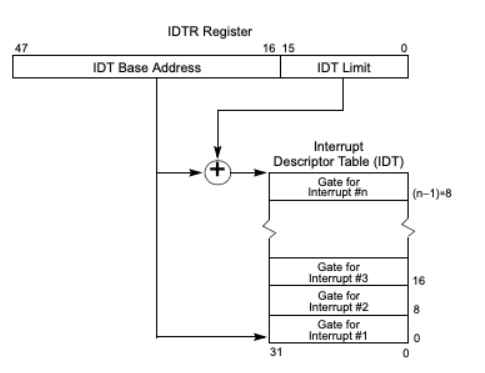 IDTR Register
47 16 15 0
IDT Base Address IDT Limit
+
Interrupt
Descriptor Table (IDT)
Gate for
Interrupt #n
(n−1)∗8
Gate for
Interrupt #3
16
Gate for
Interrupt #2
8
Gate for
Interrupt #1
0
31 0